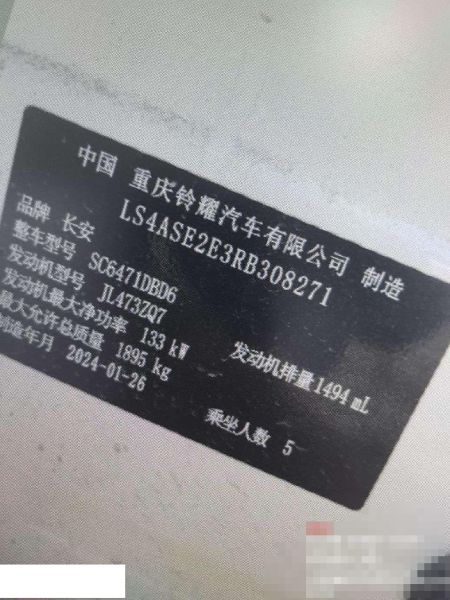 中国 重庆铃耀汽车有限公司 制造
LS4ASE2E3RB308271
品牌 长安
整车型号 SC6471DBD6
发动机型号 JL473ZQ7
发动机最大净功率 133 kW 发动机排量 1494 mL
最大允许总质量 1895 kg
制造年月 2024-01-26 乘坐人数 5